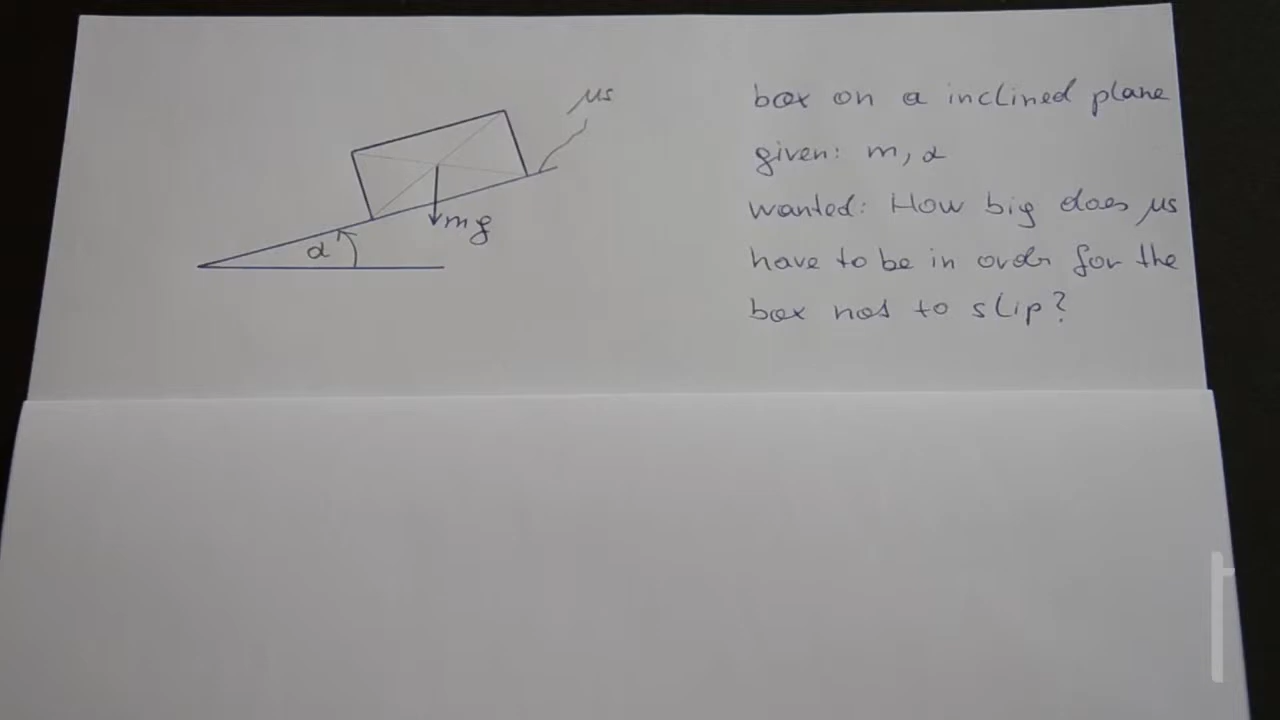 μs
mg
α
box on a inclined plane
given: m, α
wanted: How big does μs
have to be in order for the
box not to slip?